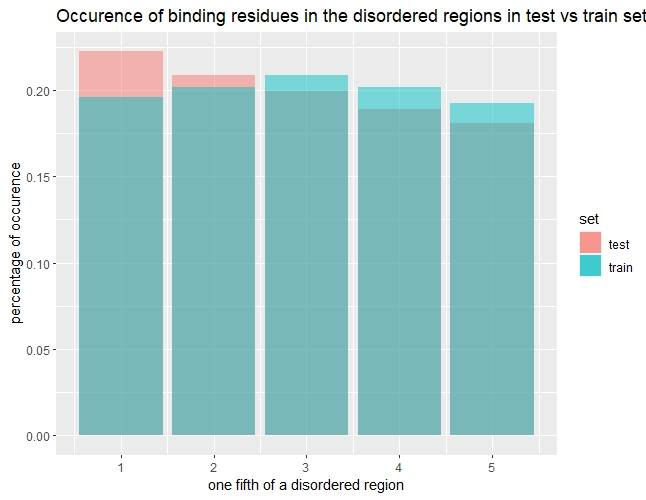 Occurence of binding residues in the disordered regions in test vs train set
percentage of occurence
0.20
0.15
0.10
0.05
0.00
1 2 3 4 5
one fifth of a disordered region
set
test
train